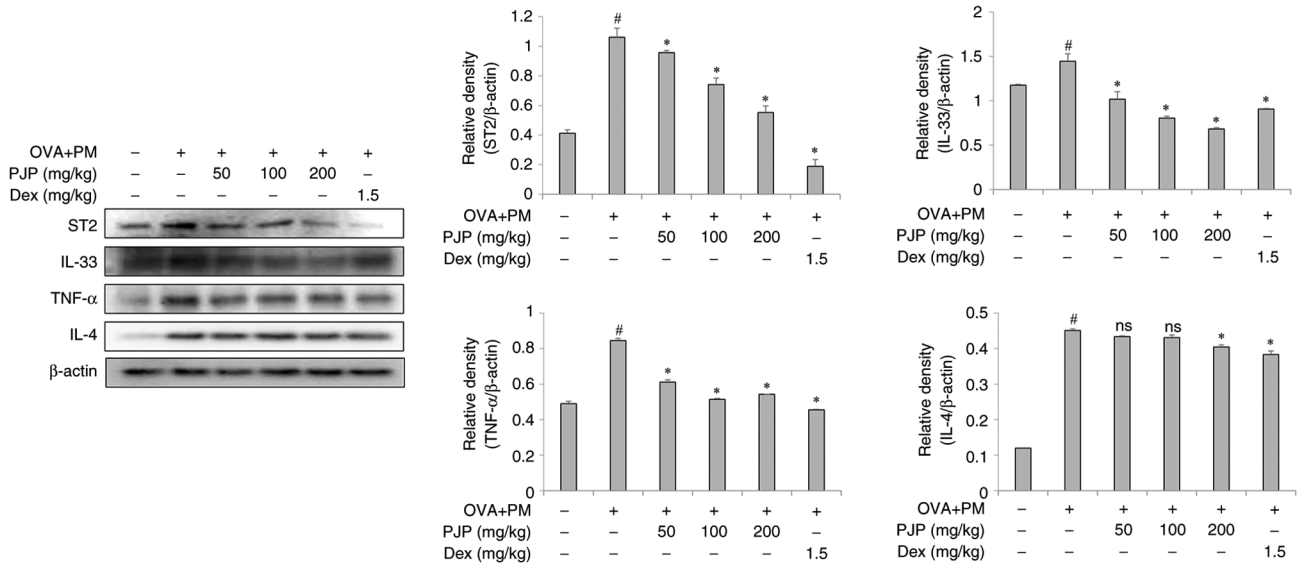 OVA+PM – + + + + +
PJP (mg/kg) – – 50 100 200 –
Dex (mg/kg) – – – – – 1.5
ST2
IL-33
TNF-α
IL-4
β-actin
Relative density
(ST2/β-actin)
1.2
1
0.8
0.6
0.4
0.2
0
#
*
*
*
*
OVA+PM – + + + + +
PJP (mg/kg) – – 50 100 200 –
Dex (mg/kg) – – – – – 1.5
Relative density
(IL-33/β-actin)
2
1.5
1
0.5
0
#
*
*
*
*
OVA+PM – + + + + +
PJP (mg/kg) – – 50 100 200 –
Dex (mg/kg) – – – – – 1.5
Relative density
(TNF-α/β-actin)
1
0.8
0.6
0.4
0.2
0
#
*
*
*
*
OVA+PM – + + + + +
PJP (mg/kg) – – 50 100 200 –
Dex (mg/kg) – – – – – 1.5
Relative density
(IL-4/β-actin)
0.5
0.4
0.3
0.2
0.1
0
#
ns
ns
*
*
OVA+PM – + + + + +
PJP (mg/kg) – – 50 100 200 –
Dex (mg/kg) – – – – – 1.5